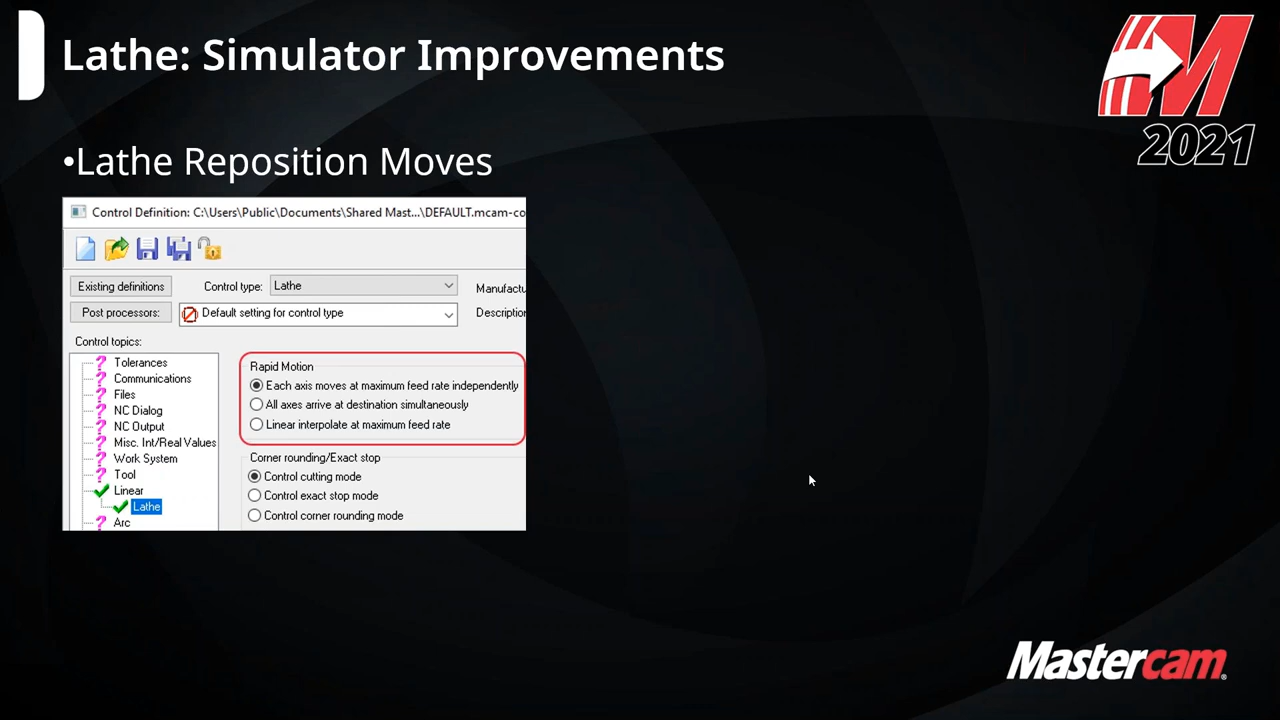 Lathe: Simulator Improvements
2021
•Lathe Reposition Moves
Control Definition: C:\Users\Public\Documents\Shared Mast...\DEFAULT.mcam-co
Existing definitions
Control type:
Lathe
Manufactu
Post processors:
Default setting for control type
Description
Control topics:
Tolerances
Communications
Files
NC Dialog
NC Output
Misc. Int/Real Values
Work System
Tool
Linear
Lathe
Arc
Rapid Motion
Each axis moves at maximum feed rate independently
All axes arrive at destination simultaneously
Linear interpolate at maximum feed rate
Corner rounding/Exact stop
Control cutting mode
Control exact stop mode
Control corner rounding mode
Mastercam®